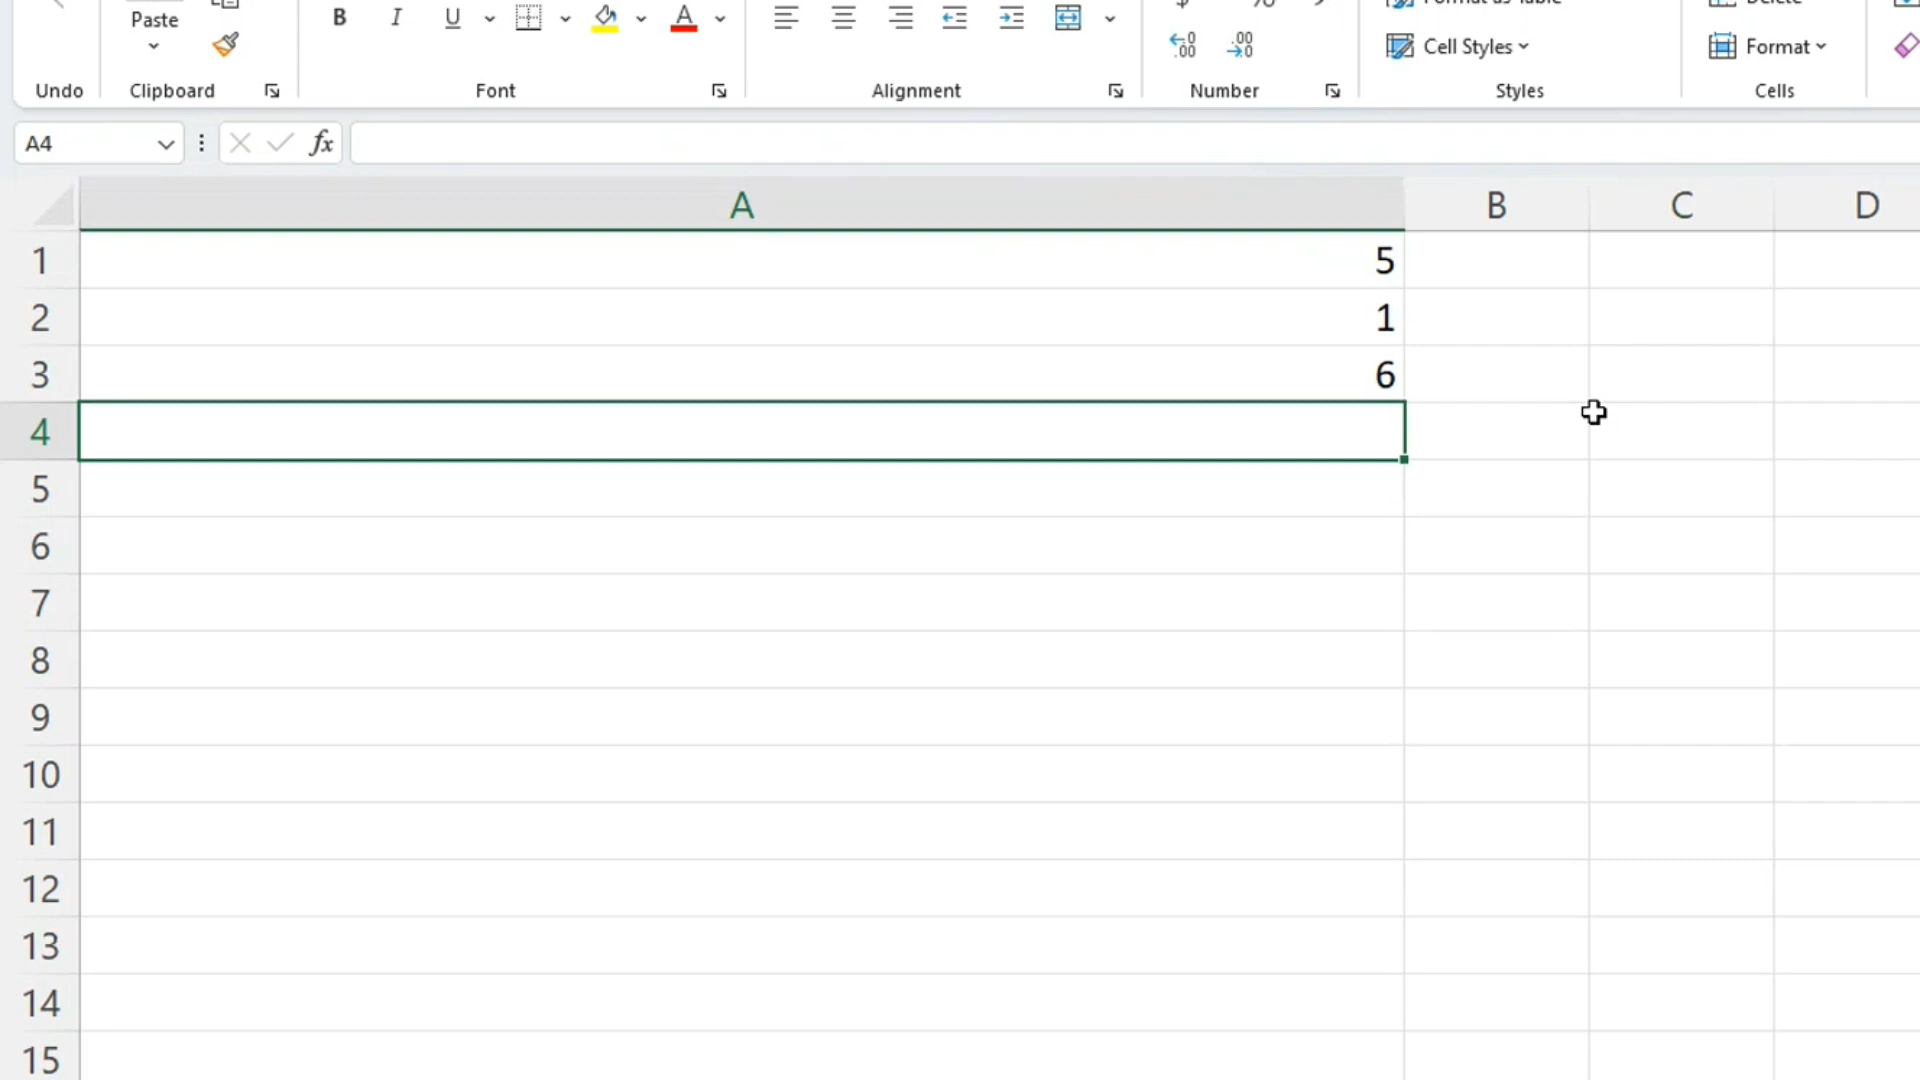 Paste
B I U A
Cell Styles
Format
Undo Clipboard Font Alignment Number Styles Cells
A4 fx
A B C D
1 5
2 1
3 6
4
5
6
7
8
9
10
11
12
13
14
15